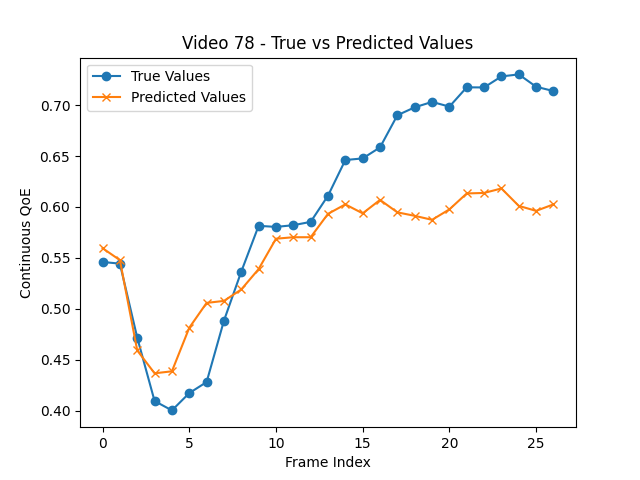 Video 78 - True vs Predicted Values
True Values
Predicted Values
Continuous QoE
0.70
0.65
0.60
0.55
0.50
0.45
0.40
0 5 10 15 20 25
Frame Index